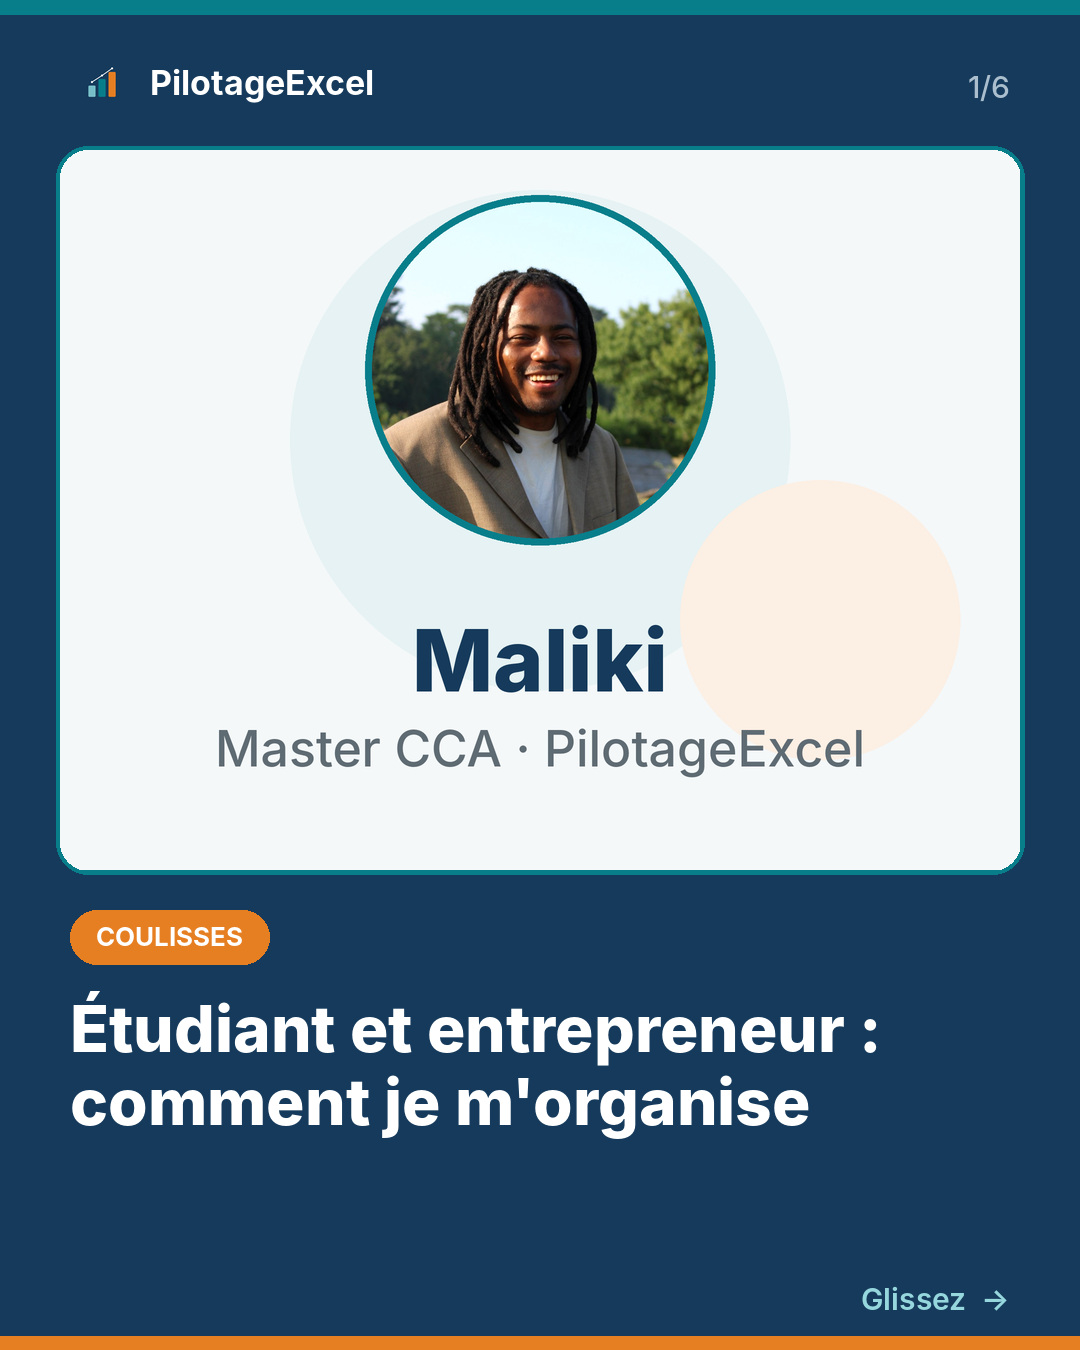 PilotageExcel
1/6
Maliki
Master CCA · PilotageExcel
COULISSES
Étudiant et entrepreneur :
comment je m'organise
Glissez →